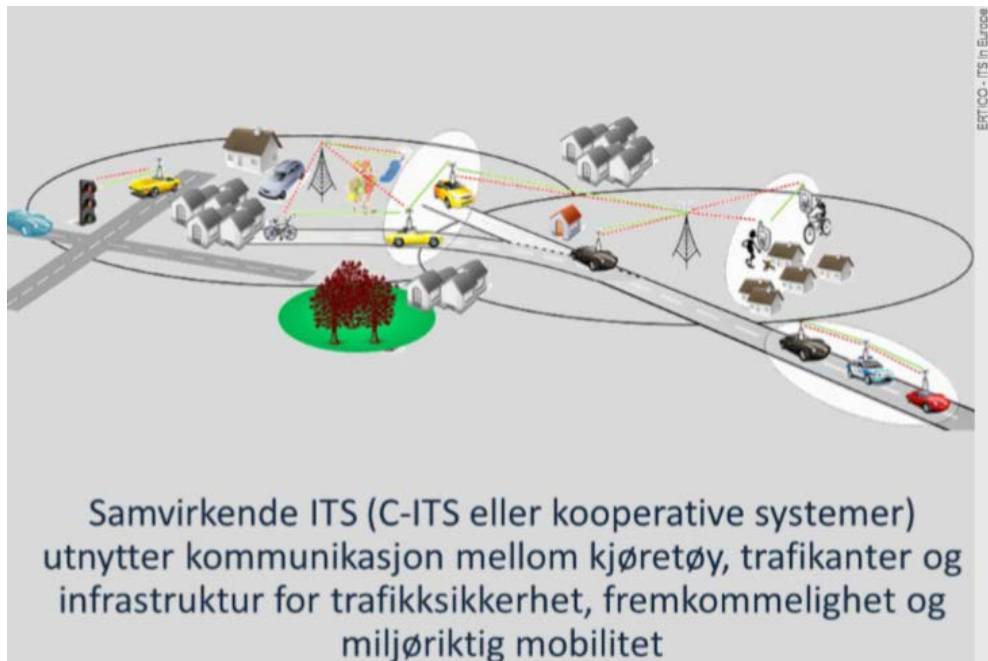 ERTICO - ITS in Europe
Samvirkende ITS (C-ITS eller kooperative systemer)
utnytter kommunikasjon mellom kjøretøy, trafikanter og
infrastruktur for trafikksikkerhet, fremkommelighet og
miljøriktig mobilitet